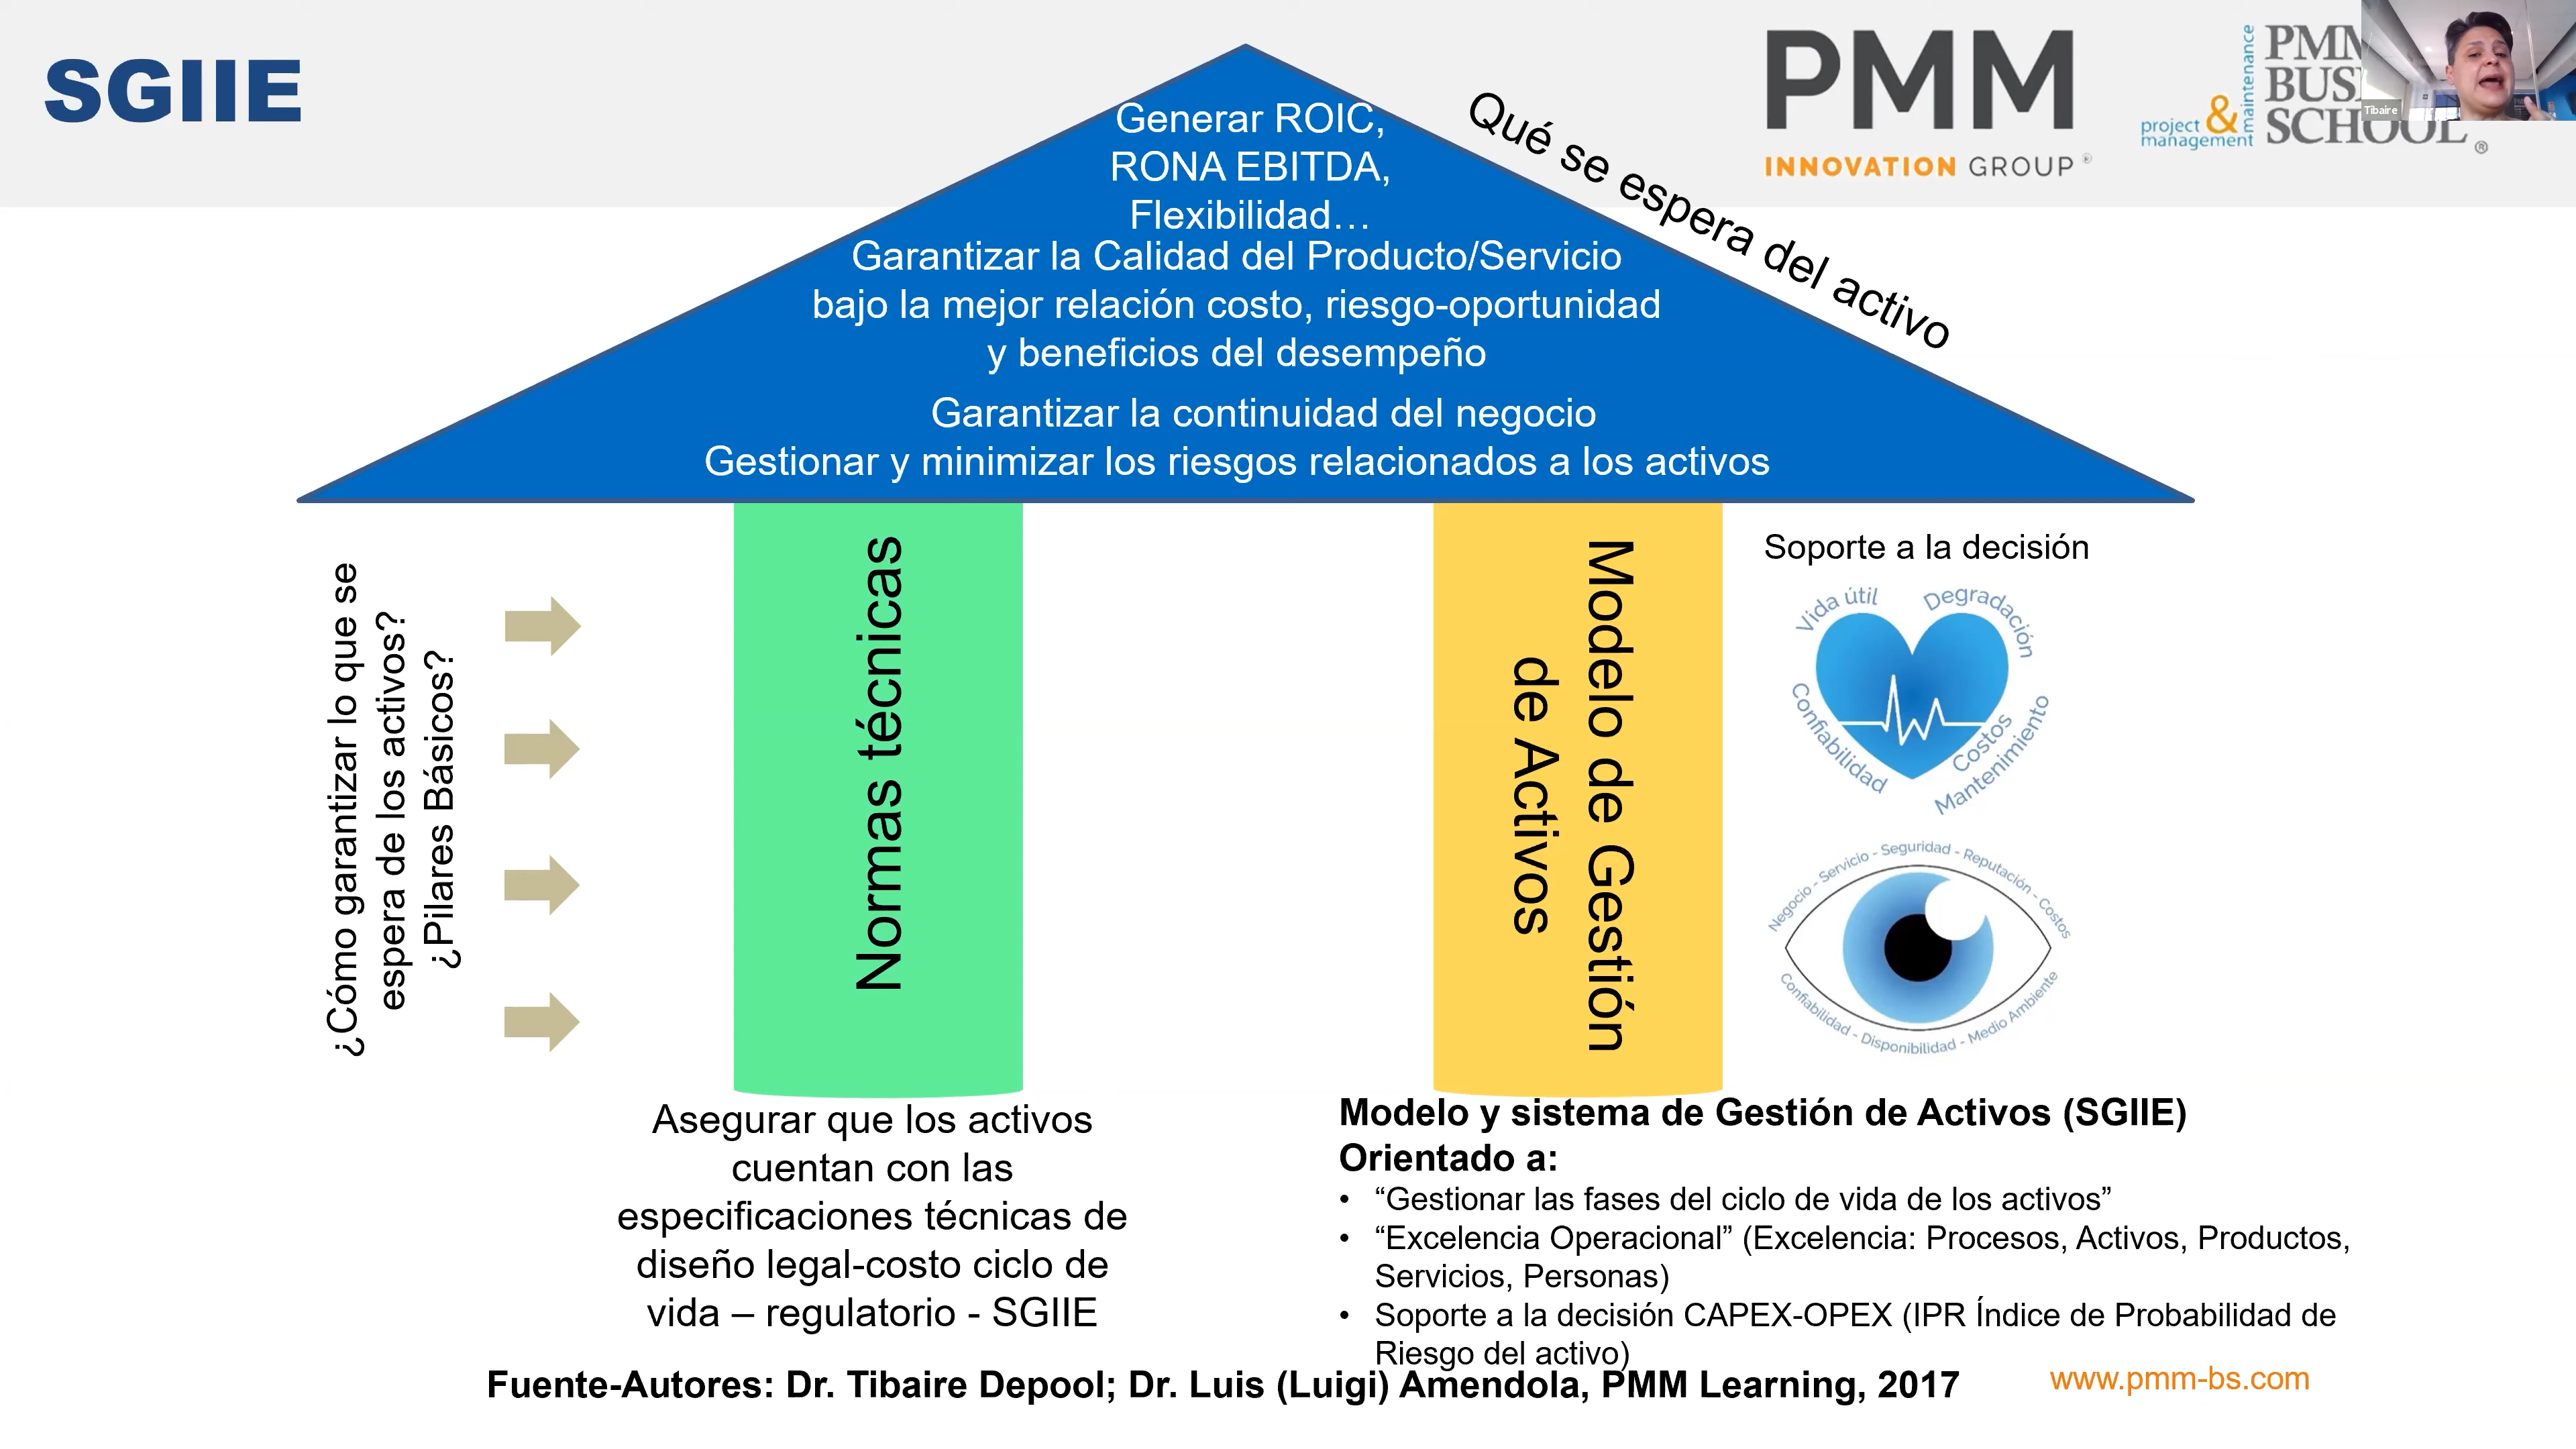 SGIIE
Generar ROIC,
RONA EBITDA,
Flexibilidad…
Garantizar la Calidad del Producto/Servicio
bajo la mejor relación costo, riesgo-oportunidad
y beneficios del desempeño
Garantizar la continuidad del negocio
Gestionar y minimizar los riesgos relacionados a los activos
Qué se espera del activo
PMM
INNOVATION GROUP®
project
management
&
maintenance
PMM
BUS
SCHOOL®
Tibaire
¿Cómo garantizar lo que se
espera de los activos?
¿Pilares Básicos?
Normas técnicas
Modelo de Gestión
de Activos
Soporte a la decisión
Vida útil
Degradación
Confiabilidad
Costos
Mantenimiento
Negocio - Servicio - Seguridad - Reputación - Costos
Confiabilidad - Disponibilidad - Medio Ambiente
Asegurar que los activos
cuentan con las
especificaciones técnicas de
diseño legal-costo ciclo de
vida – regulatorio - SGIIE
Modelo y sistema de Gestión de Activos (SGIIE)
Orientado a:
• “Gestionar las fases del ciclo de vida de los activos”
• “Excelencia Operacional” (Excelencia: Procesos, Activos, Productos,
Servicios, Personas)
• Soporte a la decisión CAPEX-OPEX (IPR Índice de Probabilidad de
Riesgo del activo)
Fuente-Autores: Dr. Tibaire Depool; Dr. Luis (Luigi) Amendola, PMM Learning, 2017
www.pmm-bs.com